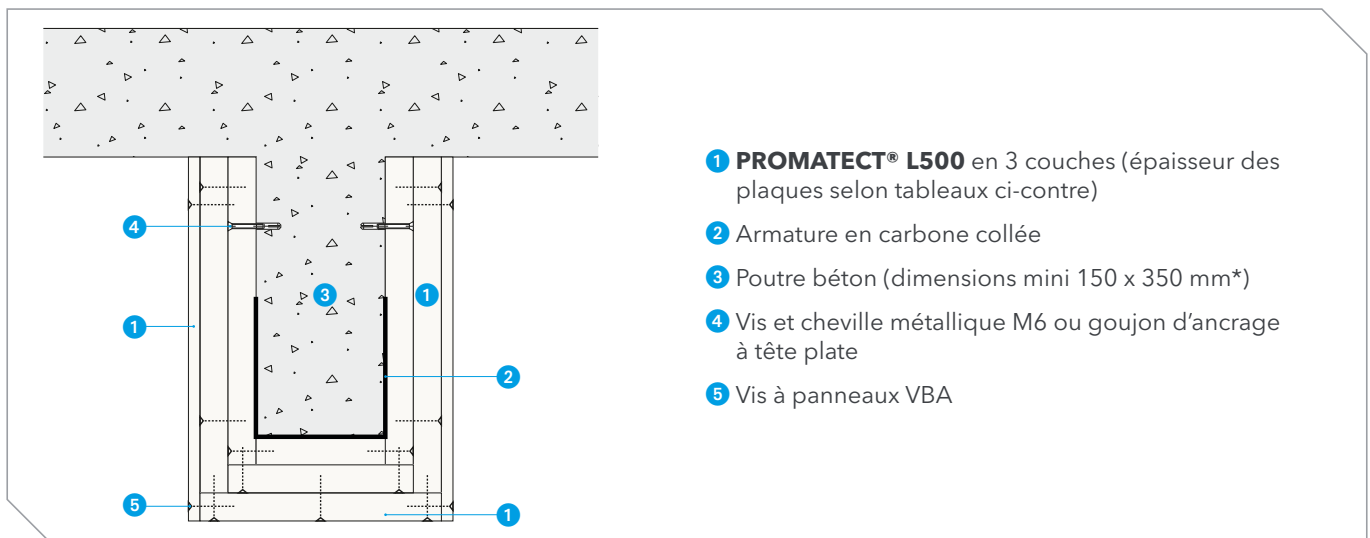 1 PROMATECT® L500 en 3 couches (épaisseur des
plaques selon tableaux ci-contre)
2 Armature en carbone collée
3 Poutre béton (dimensions mini 150 x 350 mm*)
4 Vis et cheville métallique M6 ou goujon d’ancrage
à tête plate
5 Vis à panneaux VBA
4
3
1
1
2
5
1